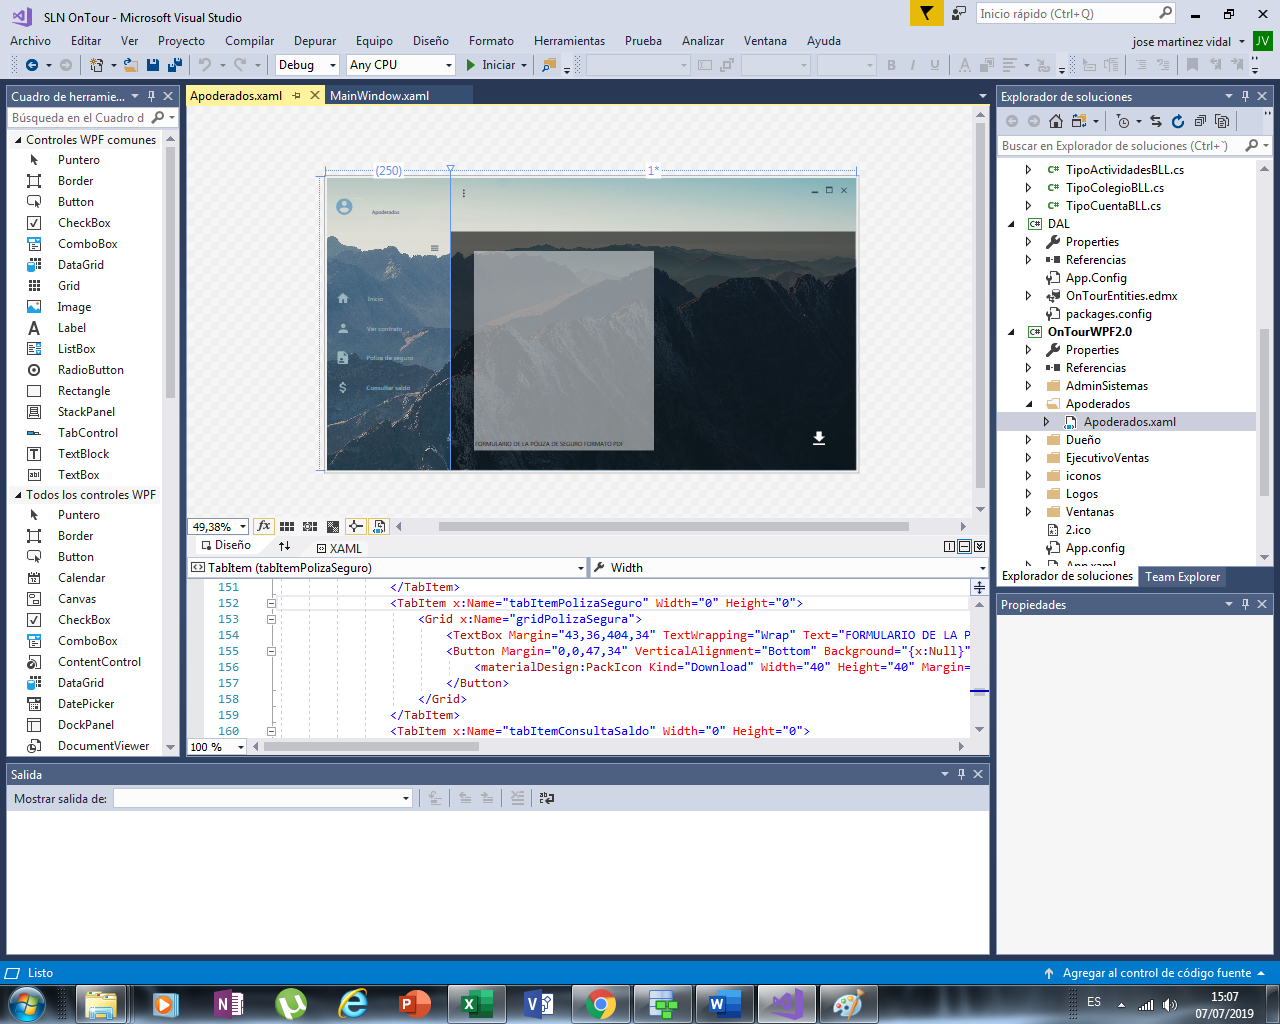 SLN OnTour - Microsoft Visual Studio
Inicio rápido (Ctrl+Q)
Archivo Editar Ver Proyecto Compilar Depurar Equipo Diseño Formato Herramientas Prueba Analizar Ventana Ayuda
jose martinez vidal JV
Debug Any CPU Iniciar
Cuadro de herramie...
Búsqueda en el Cuadro d
Controles WPF comunes
Puntero
Border
Button
CheckBox
ComboBox
DataGrid
Grid
Image
Label
ListBox
RadioButton
Rectangle
StackPanel
TabControl
TextBlock
TextBox
Todos los controles WPF
Puntero
Border
Button
Calendar
Canvas
CheckBox
ComboBox
ContentControl
DataGrid
DatePicker
DockPanel
DocumentViewer
Apoderados.xaml MainWindow.xaml
(250) 1*
Apoderados
Inicio
Ver contrato
Poliza de seguro
Consultar saldo
FORMULARIO DE LA POLIZA DE SEGURO FORMATO PDF
49,38%
Diseño XAML
TabItem (tabItemPolizaSeguro) Width
151 </TabItem>
152 <TabItem x:Name="tabItemPolizaSeguro" Width="0" Height="0">
153 <Grid x:Name="gridPolizaSegura">
154 <TextBox Margin="43,36,404,34" TextWrapping="Wrap" Text="FORMULARIO DE LA P
155 <Button Margin="0,0,47,34" VerticalAlignment="Bottom" Background="{x:Null}"
156 <materialDesign:PackIcon Kind="Download" Width="40" Height="40" Margin=
157 </Button>
158 </Grid>
159 </TabItem>
160 <TabItem x:Name="tabItemConsultaSaldo" Width="0" Height="0">
100 %
Explorador de soluciones
Buscar en Explorador de soluciones (Ctrl+`)
C# TipoActividadesBLL.cs
C# TipoColegioBLL.cs
C# TipoCuentaBLL.cs
C# DAL
Properties
Referencias
App.Config
OnTourEntities.edmx
packages.config
C# OnTourWPF2.0
Properties
Referencias
AdminSistemas
Apoderados
Apoderados.xaml
Dueño
EjecutivoVentas
iconos
Logos
Ventanas
2.ico
App.config
App.xaml
Explorador de soluciones Team Explorer
Propiedades
Salida
Mostrar salida de:
Listo
Agregar al control de código fuente
ES
15:07
07/07/2019